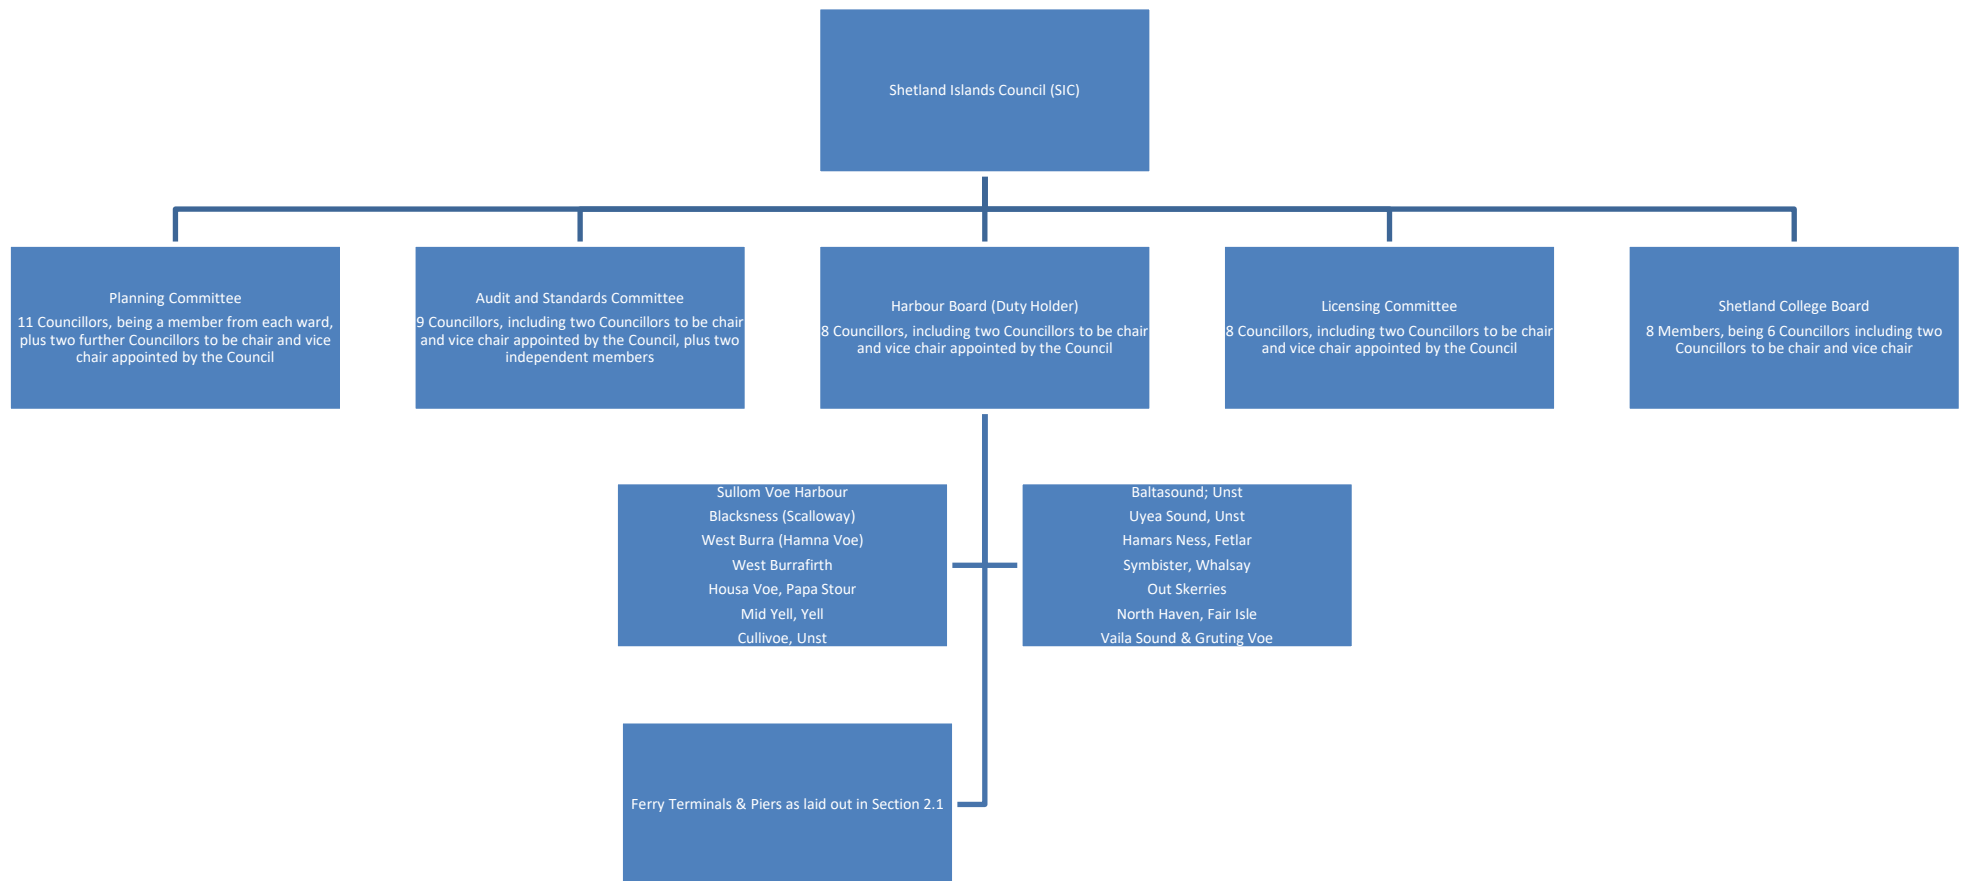 Shetland Islands Council (SIC)
Planning Committee
11 Councillors, being a member from each ward,
plus two further Councillors to be chair and vice
chair appointed by the Council
Audit and Standards Committee
9 Councillors, including two Councillors to be chair
and vice chair appointed by the Council, plus two
independent members
Harbour Board (Duty Holder)
8 Councillors, including two Councillors to be chair
and vice chair appointed by the Council
Licensing Committee
8 Councillors, including two Councillors to be chair
and vice chair appointed by the Council
Shetland College Board
8 Members, being 6 Councillors including two
Councillors to be chair and vice chair
Sullom Voe Harbour
Blacksness (Scalloway)
West Burra (Hamna Voe)
West Burrafirth
Housa Voe, Papa Stour
Mid Yell, Yell
Cullivoe, Unst
Baltasound; Unst
Uyea Sound, Unst
Hamars Ness, Fetlar
Symbister, Whalsay
Out Skerries
North Haven, Fair Isle
Vaila Sound & Gruting Voe
Ferry Terminals & Piers as laid out in Section 2.1